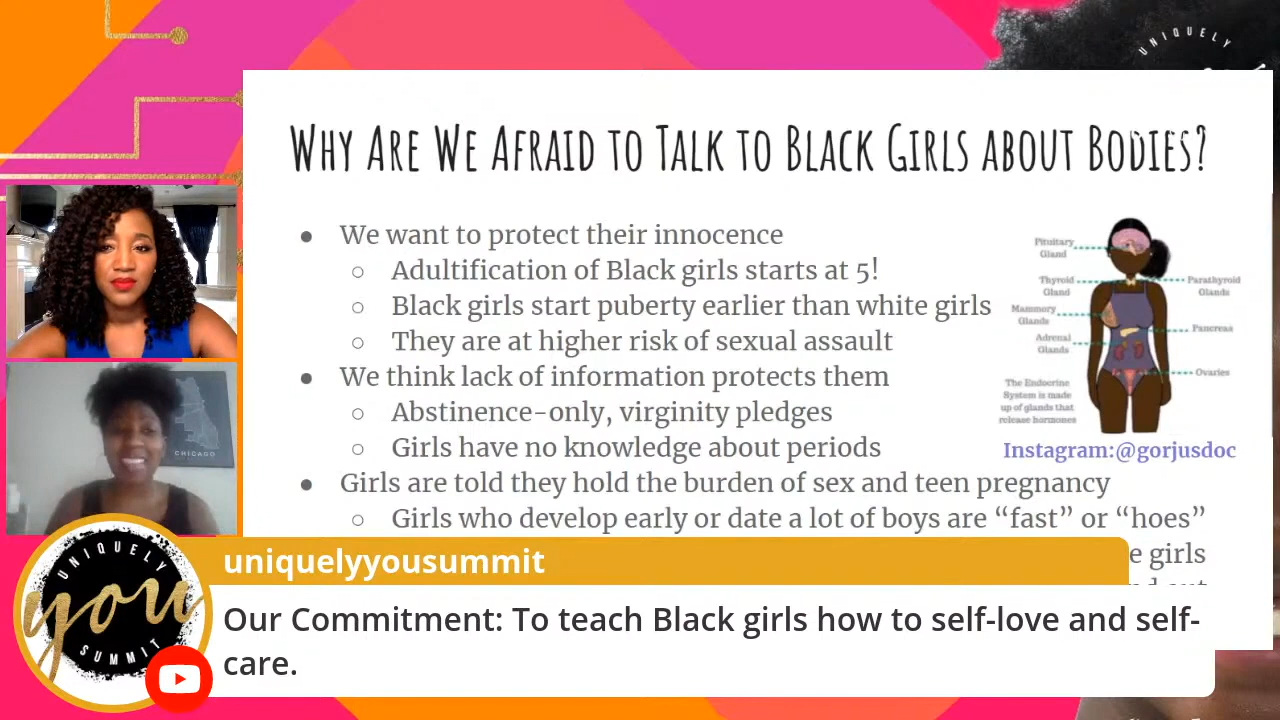 UNIQUELY
WHY ARE WE AFRAID TO TALK TO BLACK GIRLS ABOUT BODIES?
● We want to protect their innocence
○ Adultification of Black girls starts at 5!
○ Black girls start puberty earlier than white girls
○ They are at higher risk of sexual assault
● We think lack of information protects them
○ Abstinence-only, virginity pledges
○ Girls have no knowledge about periods
● Girls are told they hold the burden of sex and teen pregnancy
○ Girls who develop early or date a lot of boys are “fast” or “hoes”
girls
Pituitary
Gland
Thyroid
Gland
Parathyroid
Glands
Mammary
Glands
Pancreas
Adrenal
Glands
Ovaries
The Endocrine
System is made
up of glands that
release hormones
Instagram:@gorjusdoc
CHICAGO
UNIQUELY
you
SUMMIT
uniquelyyousummit
Our Commitment: To teach Black girls how to self-love and self-
care.